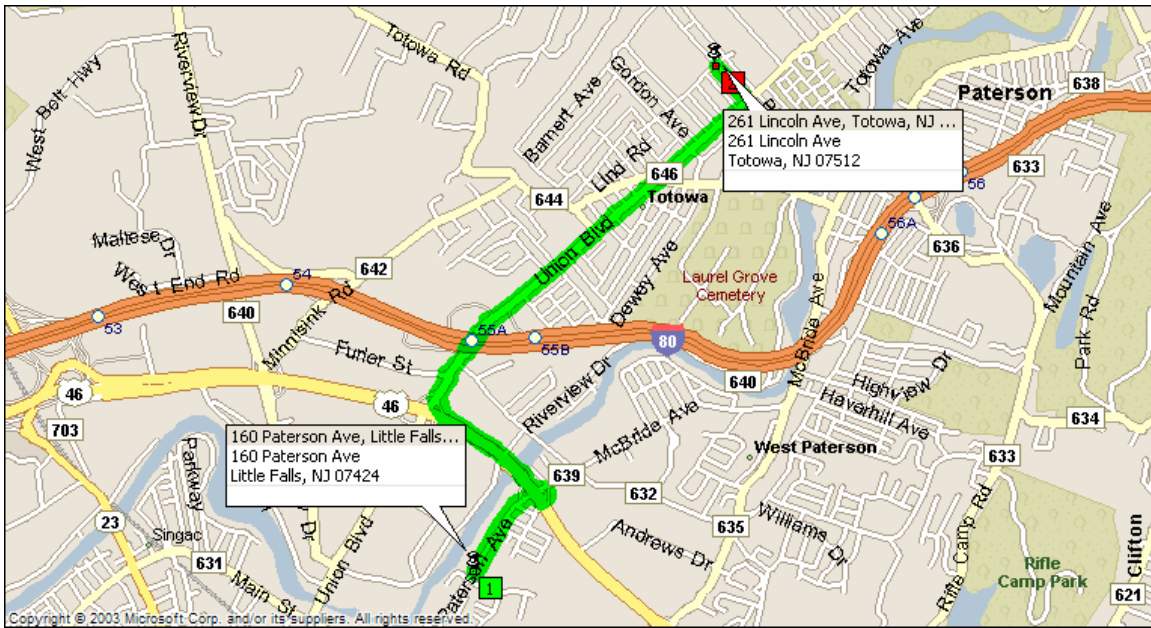 West Belt Hwy
Riverview Dr
Totowa Rd
Barnert Ave
Gordon Ave
Totowa Ave
638
Paterson
261 Lincoln Ave, Totowa, NJ ...
261 Lincoln Ave
Totowa, NJ 07512
2
Lind Rd
646
644
Totowa
56
633
56A
636
Mountain Ave
Park Rd
Maltese Dr
West End Rd
642
Union Blvd
Dewey Ave
Laurel Grove
Cemetery
McBride Ave
54
53
640
Minnisink Rd
55A
55B
80
640
Furler St
46
46
703
Riverview Dr
McBride Ave
Highview Dr
Haverhill Ave
634
160 Paterson Ave, Little Falls...
160 Paterson Ave
Little Falls, NJ 07424
West Paterson
633
639
632
635
Williams Dr
Andrews Dr
Rifle Camp Rd
Rifle
Camp Park
Clifton
621
Parkway
23
Singac
631
Main St
Union Blvd
Dr
Paterson Ave
1
Copyright © 2003 Microsoft Corp. and/or its suppliers. All rights reserved.